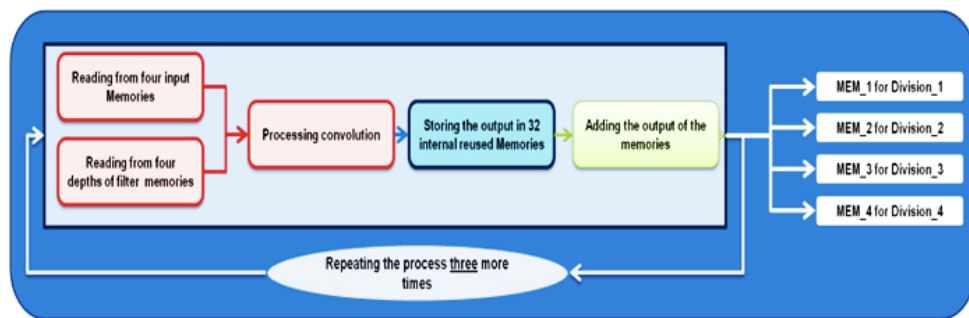 Reading from four input
Memories
Reading from four
depths of filter memories
Processing convolution
Storing the output in 32
internal reused Memories
Adding the output of the
memories
MEM_1 for Division_1
MEM_2 for Division_2
MEM_3 for Division_3
MEM_4 for Division_4
Repeating the process three more
times